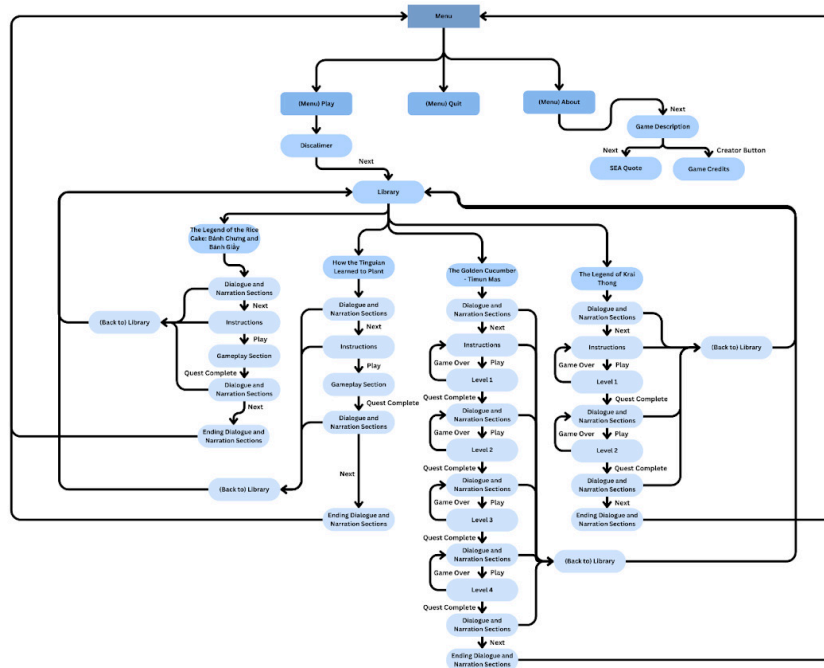 Menu
(Menu) Play
(Menu) Quit
(Menu) About
Next
Game Description
Discalimer
Next
Creator Button
SEA Quote
Game Credits
Next
Library
The Legend of the Rice
Cake: Bánh Chưng and
Bánh Giầy
Dialogue and
Narration Sections
Next
(Back to) Library
Instructions
Play
Gameplay Section
Quest Complete
Dialogue and
Narration Sections
Next
Ending Dialogue and
Narration Sections
How the Tinguian
Learned to Plant
Dialogue and
Narration Sections
Next
Instructions
Play
Gameplay Section
Quest Complete
Dialogue and
Narration Sections
(Back to) Library
Next
Ending Dialogue and
Narration Sections
The Golden Cucumber
- Timun Mas
Dialogue and
Narration Sections
Next
Instructions
Game Over
Play
Level 1
Quest Complete
Dialogue and
Narration Sections
Game Over
Play
Level 2
Quest Complete
Dialogue and
Narration Sections
Game Over
Play
Level 3
Quest Complete
Dialogue and
Narration Sections
Game Over
Play
Level 4
Quest Complete
Dialogue and
Narration Sections
Next
Ending Dialogue and
Narration Sections
(Back to) Library
The Legend of Krai
Thong
Dialogue and
Narration Sections
Next
Instructions
(Back to) Library
Game Over
Play
Level 1
Quest Complete
Dialogue and
Narration Sections
Game Over
Play
Level 2
Quest Complete
Dialogue and
Narration Sections
Next
Ending Dialogue and
Narration Sections